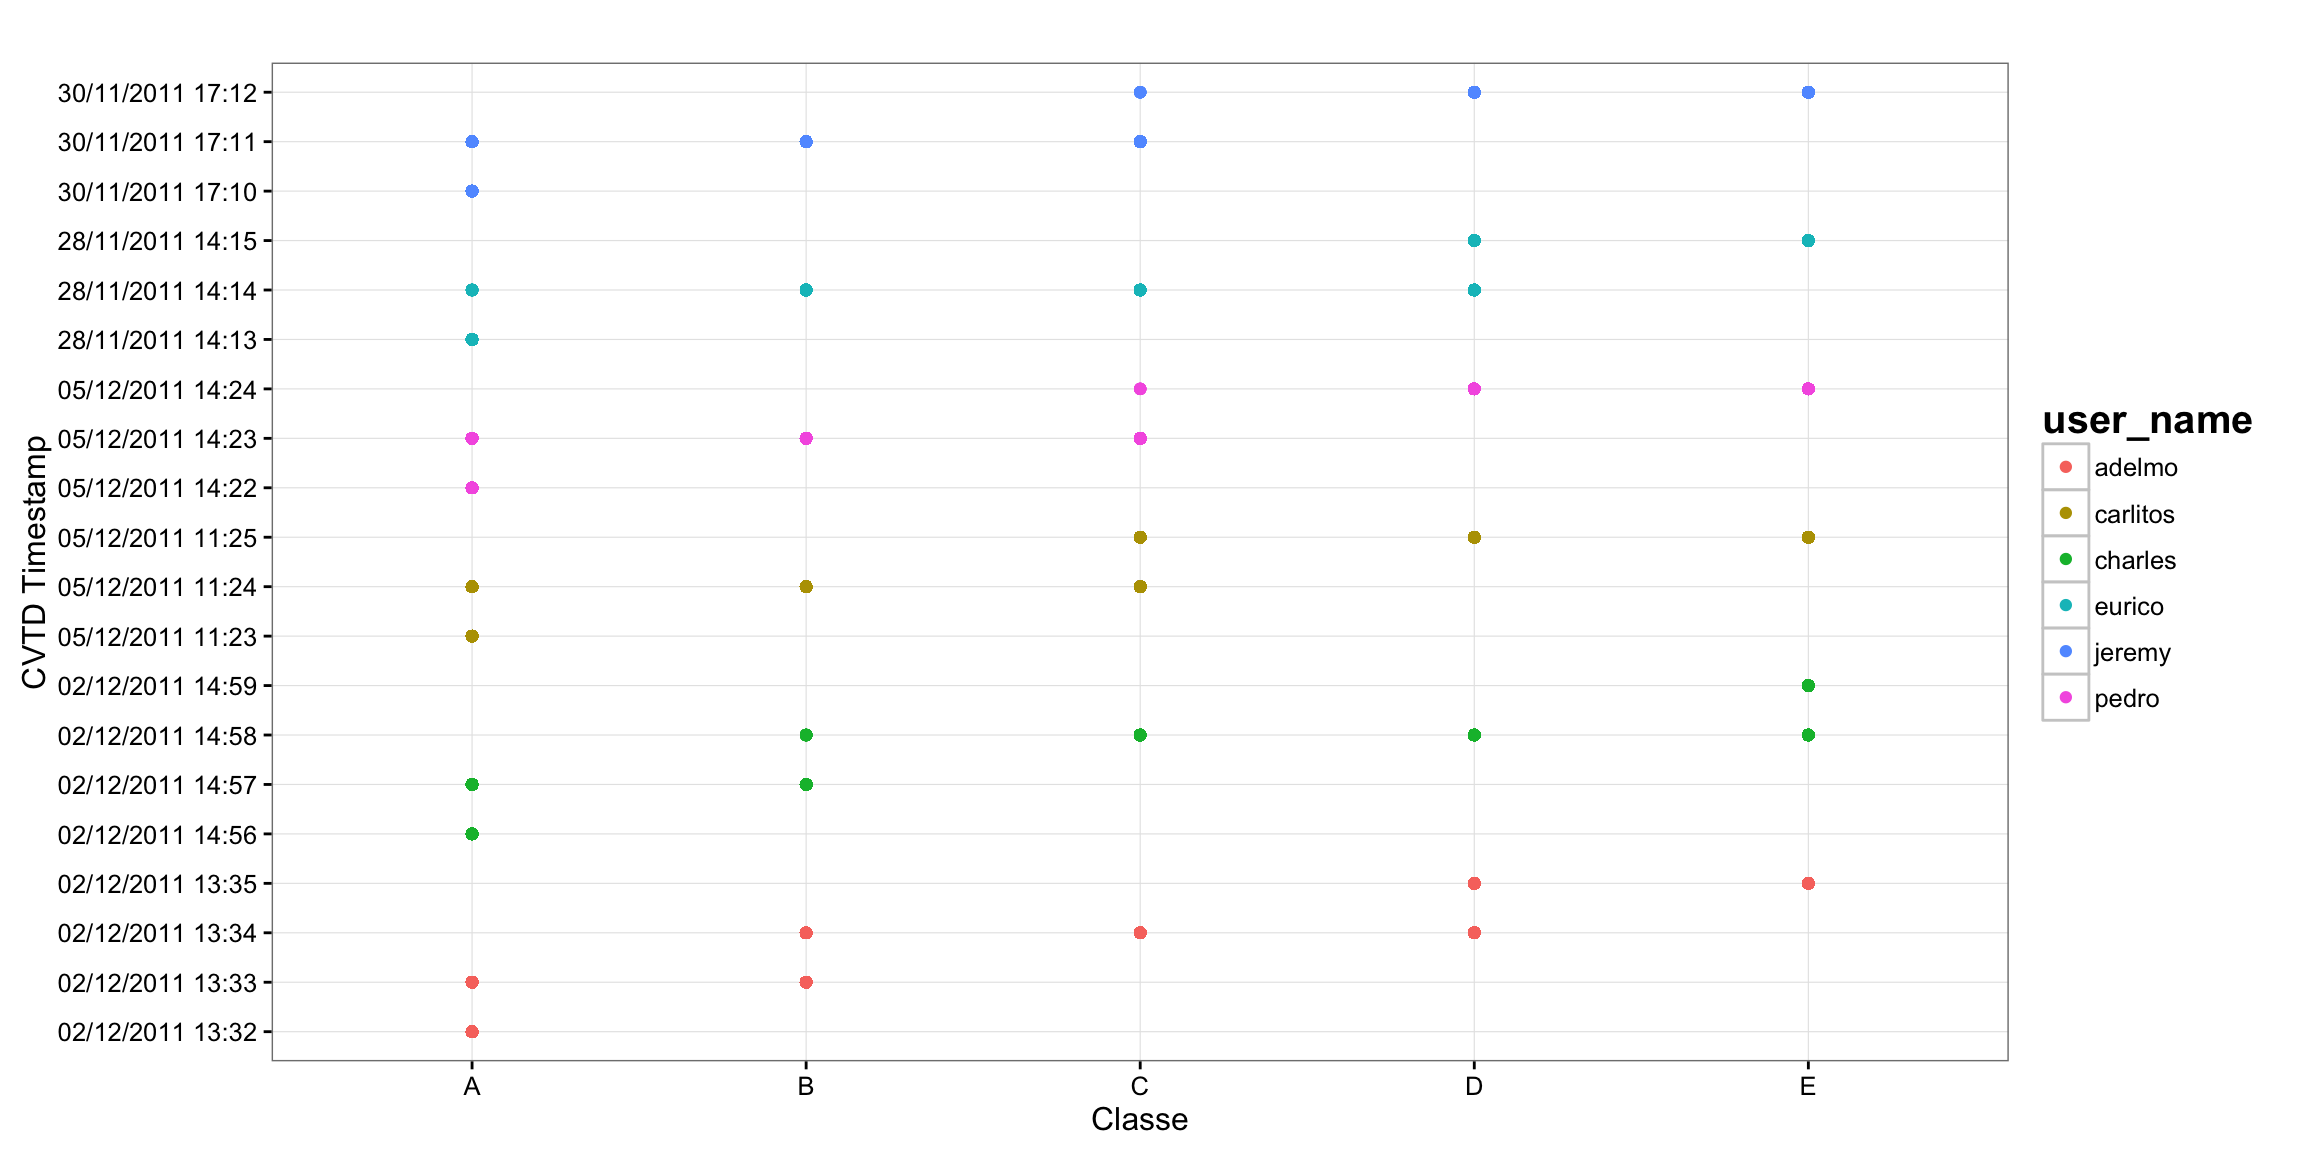 30/11/2011 17:12
30/11/2011 17:11
30/11/2011 17:10
28/11/2011 14:15
28/11/2011 14:14
28/11/2011 14:13
05/12/2011 14:24
05/12/2011 14:23
05/12/2011 14:22
05/12/2011 11:25
05/12/2011 11:24
05/12/2011 11:23
02/12/2011 14:59
02/12/2011 14:58
02/12/2011 14:57
02/12/2011 14:56
02/12/2011 13:35
02/12/2011 13:34
02/12/2011 13:33
02/12/2011 13:32
CVTD Timestamp
A B C D E
Classe
user_name
adelmo
carlitos
charles
eurico
jeremy
pedro